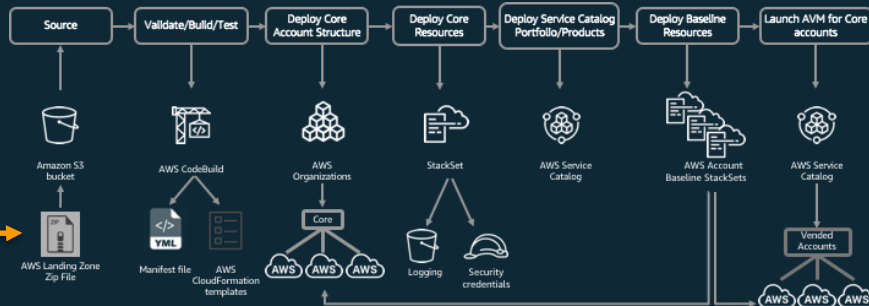 Source
Validate/Build/Test
Deploy Core
Account Structure
Deploy Core
Resources
Deploy Service Catalog
Portfolio/Products
Deploy Baseline
Resources
Launch AVM for Core
accounts
Amazon S3
bucket
AWS CodeBuild
AWS
Organizations
StackSet
AWS Service
Catalog
AWS Account
Baseline StackSets
AWS Service
Catalog
ZIP
AWS Landing Zone
Zip File
YML
Manifest file
AWS
CloudFormation
templates
Core
AWS
AWS
AWS
Logging
Security
credentials
Vended
Accounts
AWS
AWS
AWS